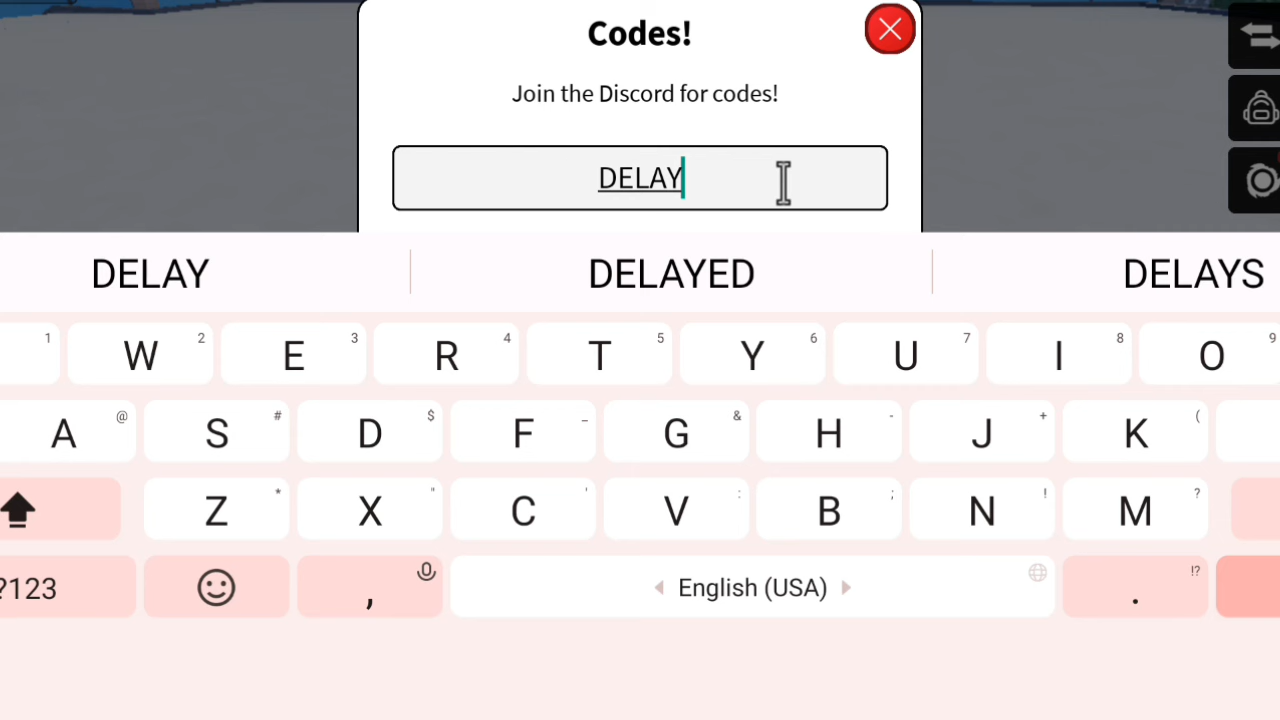 Codes!
Join the Discord for codes!
DELAY
DELAY DELAYED DELAYS
1 W 2 E 3 R 4 T 5 Y 6 U 7 I 8 O 9
A @ S # D $ F _ G & H - J + K (
Z * X " C ' V : B ; N ! M ?
?123 , English (USA) . !?